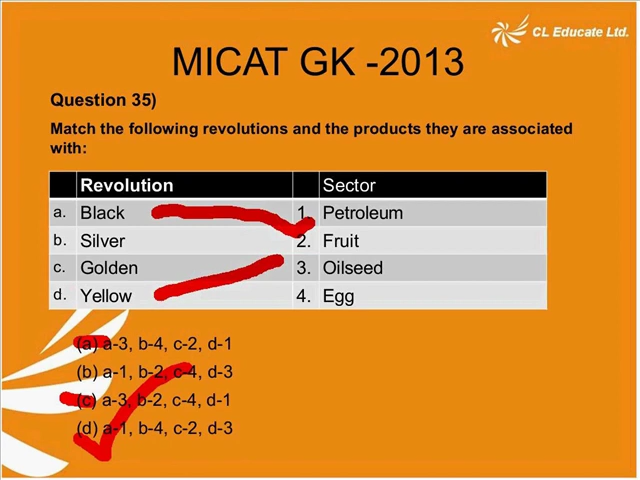 CL Educate Ltd.
MICAT GK -2013
Question 35)
Match the following revolutions and the products they are associated
with:
Revolution Sector
a. Black 1. Petroleum
b. Silver 2. Fruit
c. Golden 3. Oilseed
d. Yellow 4. Egg
(a) a-3, b-4, c-2, d-1
(b) a-1, b-2, c-4, d-3
(c) a-3, b-2, c-4, d-1
(d) a-1, b-4, c-2, d-3